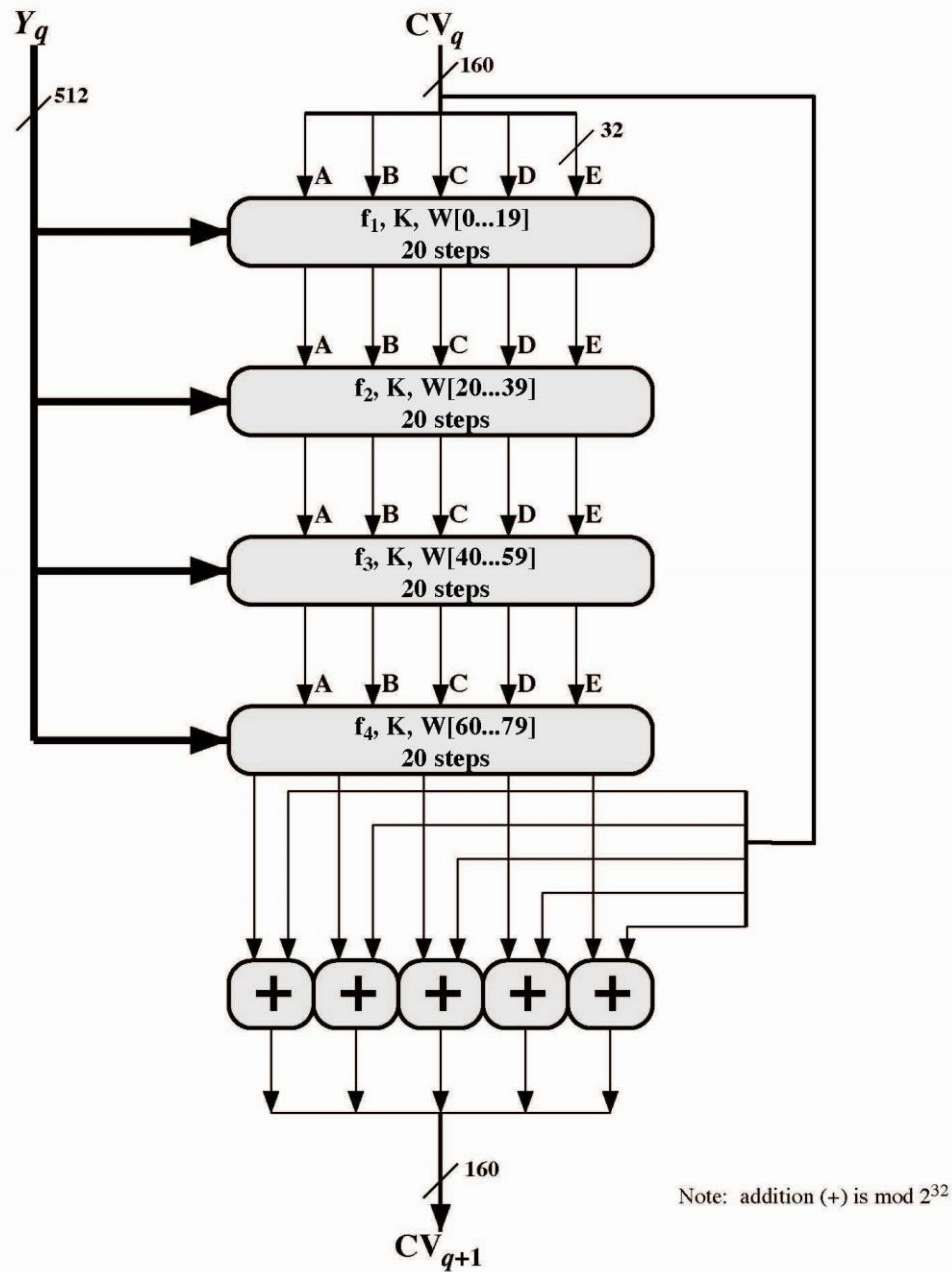 Yq CVq
160
512
32
A B C D E
f1, K, W[0...19]
20 steps
A B C D E
f2, K, W[20...39]
20 steps
A B C D E
f3, K, W[40...59]
20 steps
A B C D E
f4, K, W[60...79]
20 steps
+ + + + +
160
Note: addition (+) is mod 2^32
CVq+1